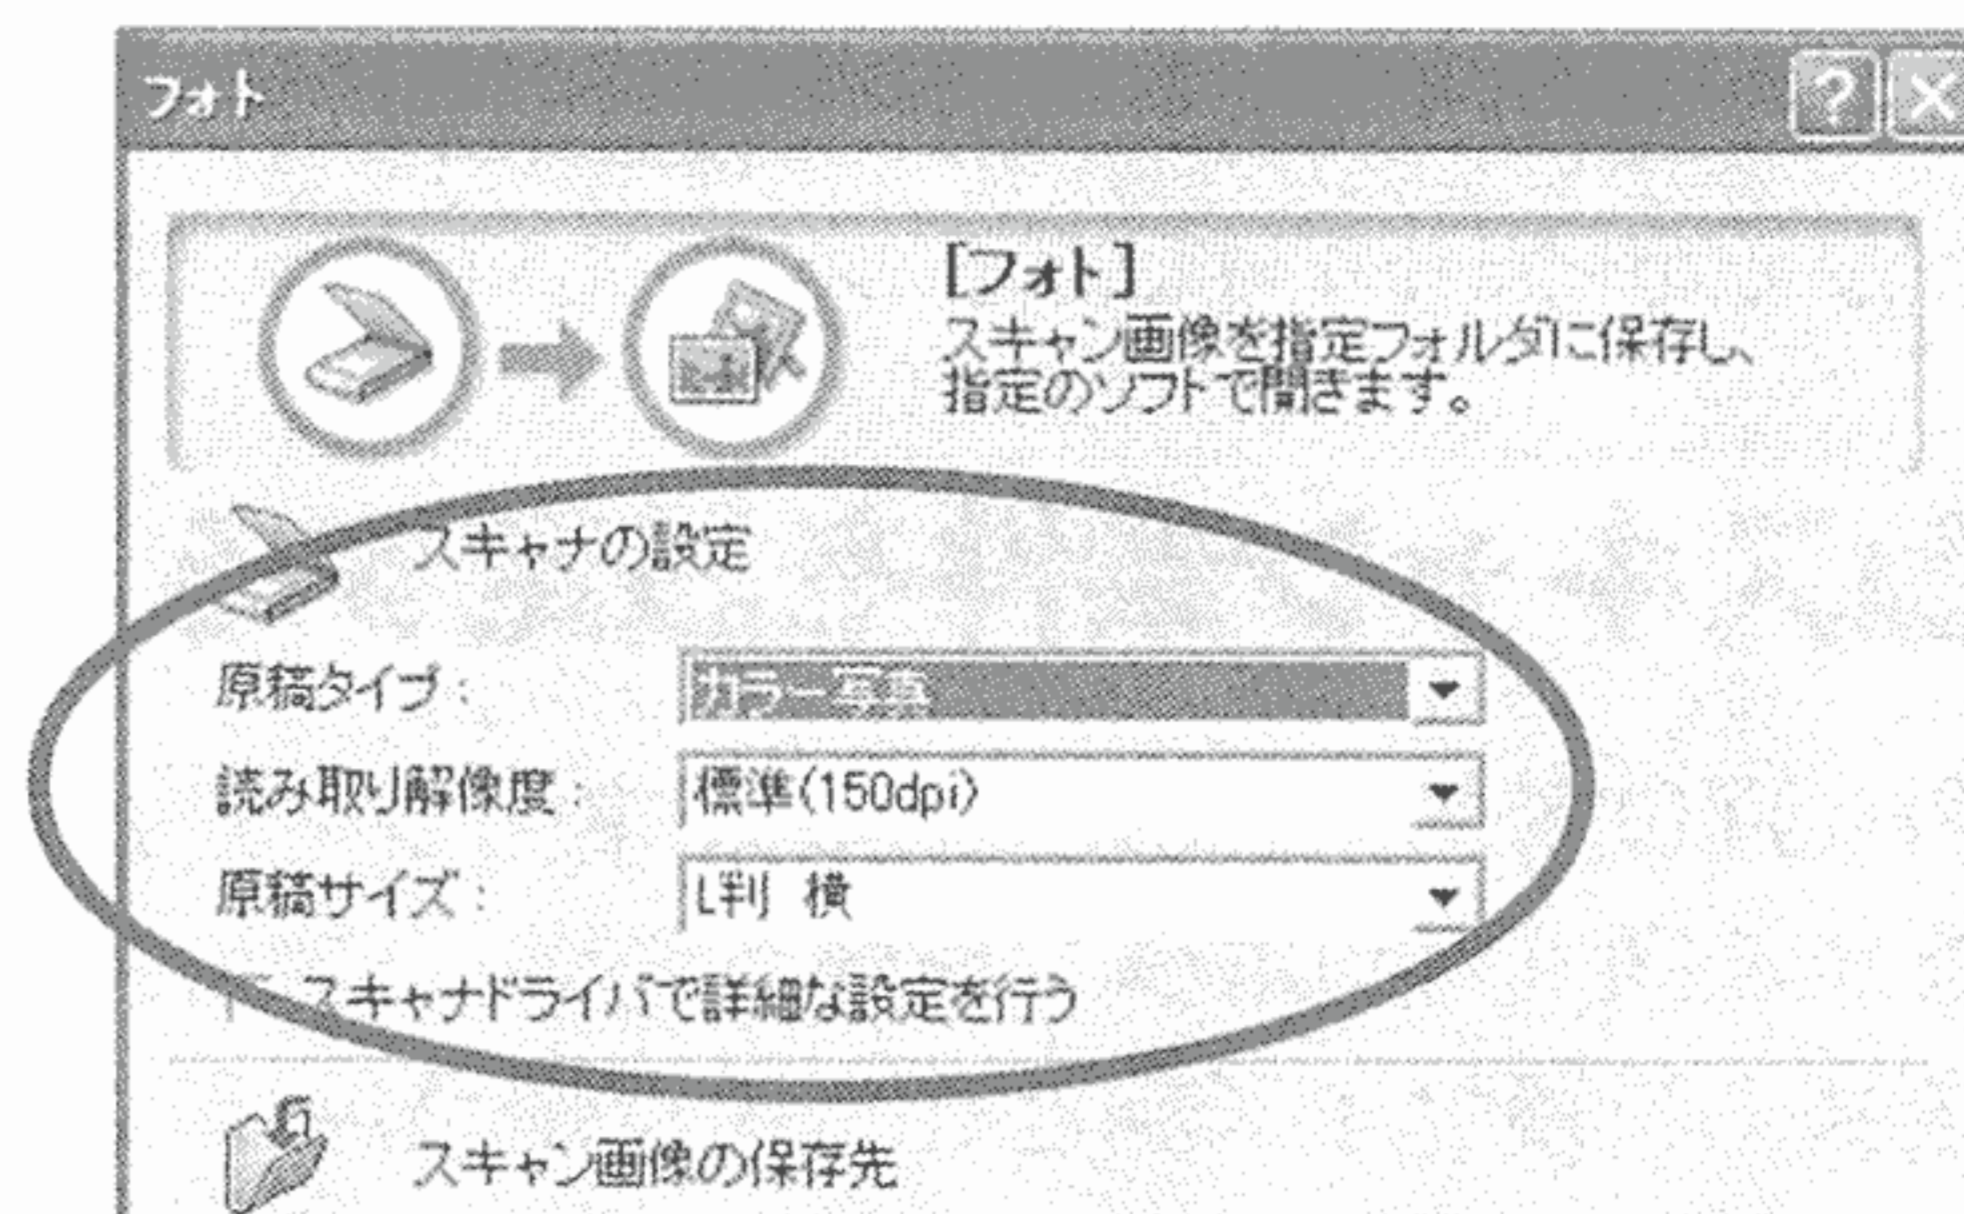 フォト
[フォト]
スキャン画像を指定フォルダに保存し、
指定のソフトで開きます。
スキャナの設定
原稿タイプ： カラー写真
読み取り解像度： 標準(150dpi)
原稿サイズ： L判 横
スキャナドライバで詳細な設定を行う
スキャン画像の保存先